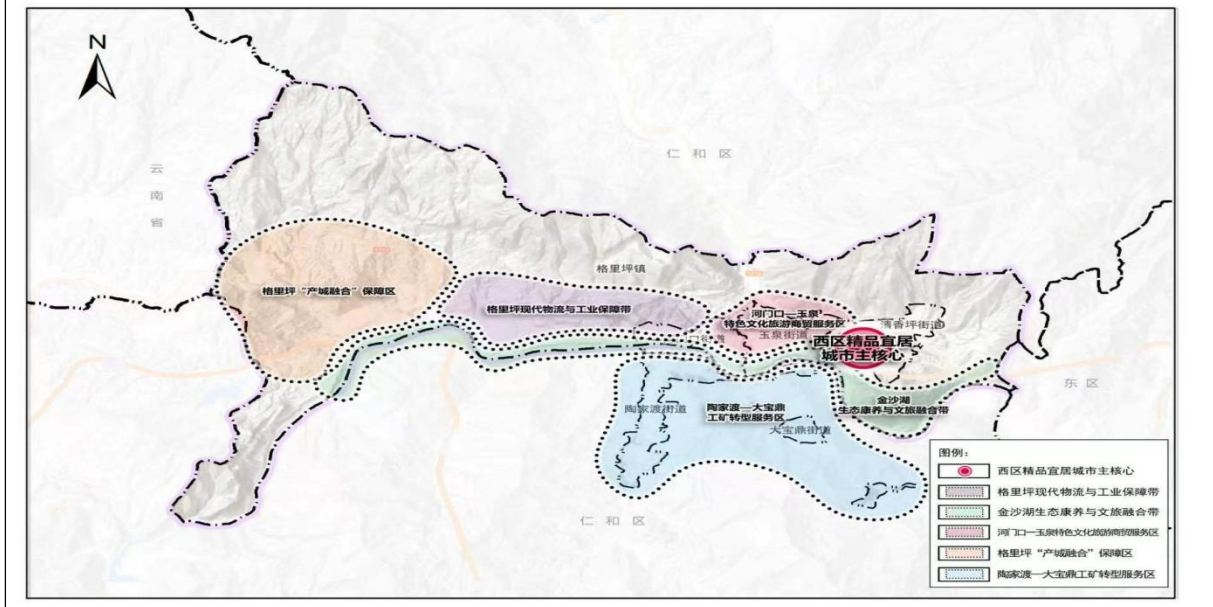 N
云
南
省
仁和区
格里坪镇
格里坪“产城融合”保障区
格里坪现代物流与工业保障带
河门口—玉泉
特色文化旅游商贸服务区
玉泉街道
清香坪街道
西区精品宜居
城市主核心
东区
金沙湖
生态康养与文旅融合带
陶家渡街道
陶家渡—大宝鼎
工矿转型服务区
大宝鼎街道
仁和区
图例：
西区精品宜居城市主核心
格里坪现代物流与工业保障带
金沙湖生态康养与文旅融合带
河门口—玉泉特色文化旅游商贸服务区
格里坪“产城融合”保障区
陶家渡—大宝鼎工矿转型服务区